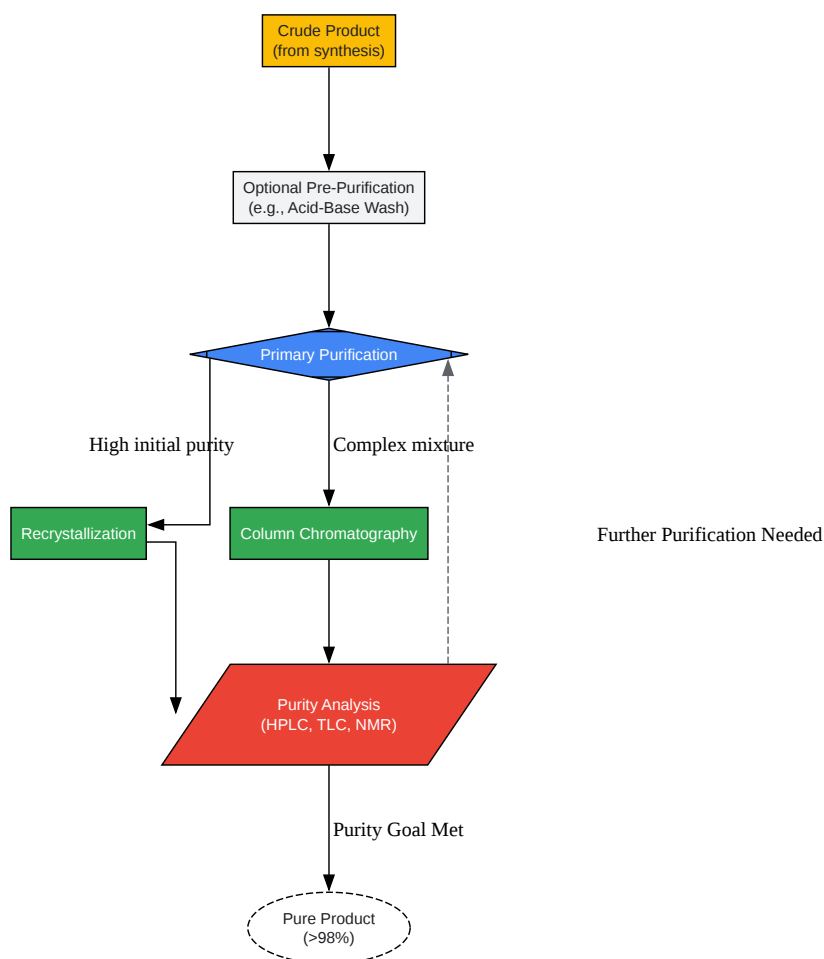 Crude Product
(from synthesis)
Optional Pre-Purification
(e.g., Acid-Base Wash)
Primary Purification
High initial purity
Complex mixture
Recrystallization
Column Chromatography
Further Purification Needed
Purity Analysis
(HPLC, TLC, NMR)
Purity Goal Met
Pure Product
(>98%)